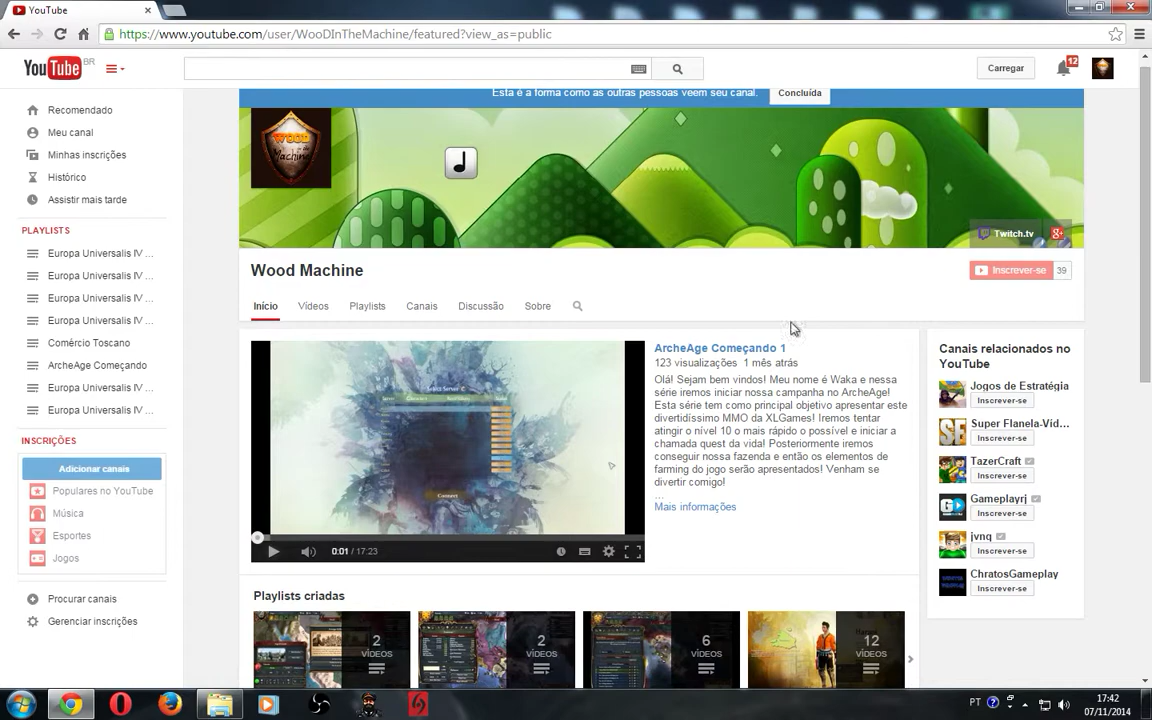 YouTube
https://www.youtube.com/user/WooDInTheMachine/featured?view_as=public
YouTube BR
Carregar
12
Esta é a forma como as outras pessoas veem seu canal.
Concluída
Recomendado
Meu canal
Minhas inscrições
Histórico
Assistir mais tarde
PLAYLISTS
Europa Universalis IV ...
Europa Universalis IV ...
Europa Universalis IV ...
Europa Universalis IV ...
Comércio Toscano
ArcheAge Começando
Europa Universalis IV ...
Europa Universalis IV ...
INSCRIÇÕES
Adicionar canais
Populares no YouTube
Música
Esportes
Jogos
Procurar canais
Gerenciar inscrições
WOOD
Machine
Twitch.tv
g+
Wood Machine
Inscrever-se
39
Início
Vídeos
Playlists
Canais
Discussão
Sobre
Connect
0:01 / 17:23
ArcheAge Começando 1
123 visualizações 1 mês atrás
Olá! Sejam bem vindos! Meu nome é Waka e nessa
série iremos iniciar nossa campanha no ArcheAge!
Esta série tem como principal objetivo apresentar este
divertidíssimo MMO da XLGames! Iremos tentar
atingir o nível 10 o mais rápido o possível e iniciar a
chamada quest da vida! Posteriormente iremos
conseguir nossa fazenda e então os elementos de
farming do jogo serão apresentados! Venham se
divertir comigo!
...
Mais informações
Canais relacionados no
YouTube
Jogos de Estratégia
Inscrever-se
Super Flanela-Víd...
Inscrever-se
TazerCraft
Inscrever-se
Gameplayrj
Inscrever-se
jvnq
Inscrever-se
ChratosGameplay
Inscrever-se
Playlists criadas
2
VÍDEOS
2
VÍDEOS
6
VÍDEOS
12
VÍDEOS
PT
17:42
07/11/2014